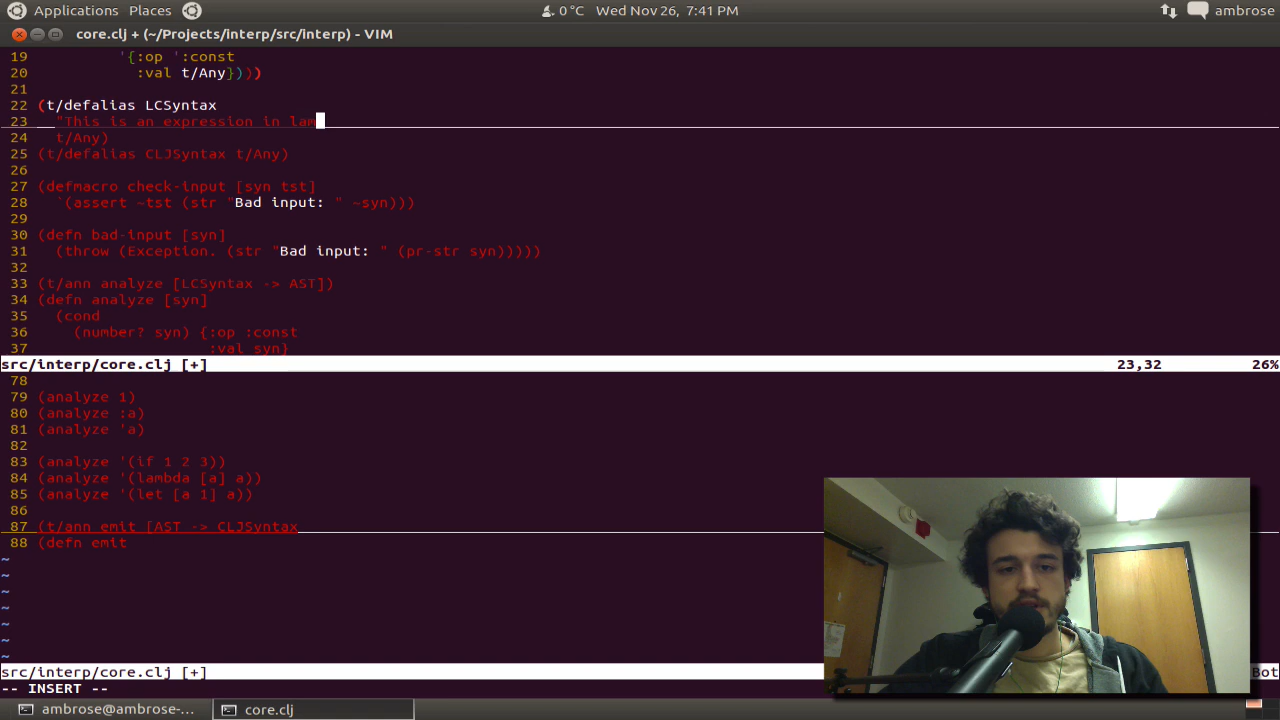 Applications Places 0 °C Wed Nov 26, 7:41 PM ambrose
core.clj + (~/Projects/interp/src/interp) - VIM
19 '{:op ':const
20 :val t/Any})))
21
22 (t/defalias LCSyntax
23 "This is an expression in lam
24 t/Any)
25 (t/defalias CLJSyntax t/Any)
26
27 (defmacro check-input [syn tst]
28 `(assert ~tst (str "Bad input: " ~syn)))
29
30 (defn bad-input [syn]
31 (throw (Exception. (str "Bad input: " (pr-str syn)))))
32
33 (t/ann analyze [LCSyntax -> AST])
34 (defn analyze [syn]
35 (cond
36 (number? syn) {:op :const
37 :val syn}
src/interp/core.clj [+] 23,32 26%
78
79 (analyze 1)
80 (analyze :a)
81 (analyze 'a)
82
83 (analyze '(if 1 2 3))
84 (analyze '(lambda [a] a))
85 (analyze '(let [a 1] a))
86
87 (t/ann emit [AST -> CLJSyntax
88 (defn emit
~
~
~
~
~
~
~
src/interp/core.clj [+] Bot
-- INSERT --
ambrose@ambrose-... core.clj